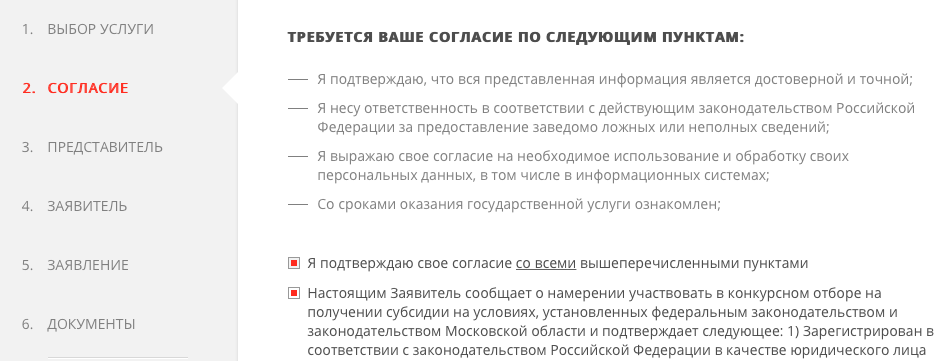 1. ВЫБОР УСЛУГИ
2. СОГЛАСИЕ
3. ПРЕДСТАВИТЕЛЬ
4. ЗАЯВИТЕЛЬ
5. ЗАЯВЛЕНИЕ
6. ДОКУМЕНТЫ
ТРЕБУЕТСЯ ВАШЕ СОГЛАСИЕ ПО СЛЕДУЮЩИМ ПУНКТАМ:
— Я подтверждаю, что вся представленная информация является достоверной и точной;
— Я несу ответственность в соответствии с действующим законодательством Российской
Федерации за предоставление заведомо ложных или неполных сведений;
— Я выражаю свое согласие на необходимое использование и обработку своих
персональных данных, в том числе в информационных системах;
— Со сроками оказания государственной услуги ознакомлен;
Я подтверждаю свое согласие со всеми вышеперечисленными пунктами
Настоящим Заявитель сообщает о намерении участвовать в конкурсном отборе на
получении субсидии на условиях, установленных федеральным законодательством и
законодательством Московской области и подтверждает следующее: 1) Зарегистрирован в
соответствии с законодательством Российской Федерации в качестве юридического лица